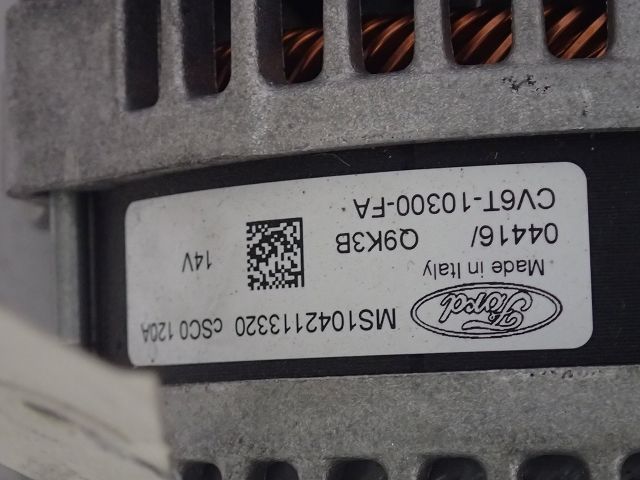 Ford
MS1042113320 cSC0 120A
Made in Italy
04416/ Q9K3B 14V
CV6T-10300-FA